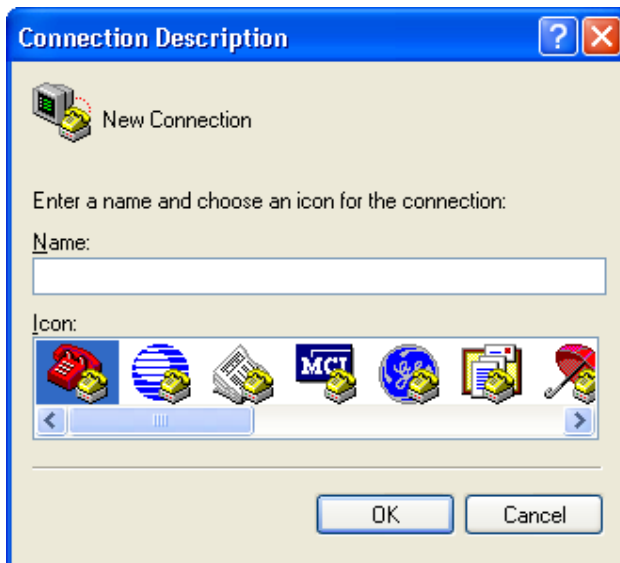 Connection Description
New Connection
Enter a name and choose an icon for the connection:
Name:
Icon:
MCI
OK Cancel